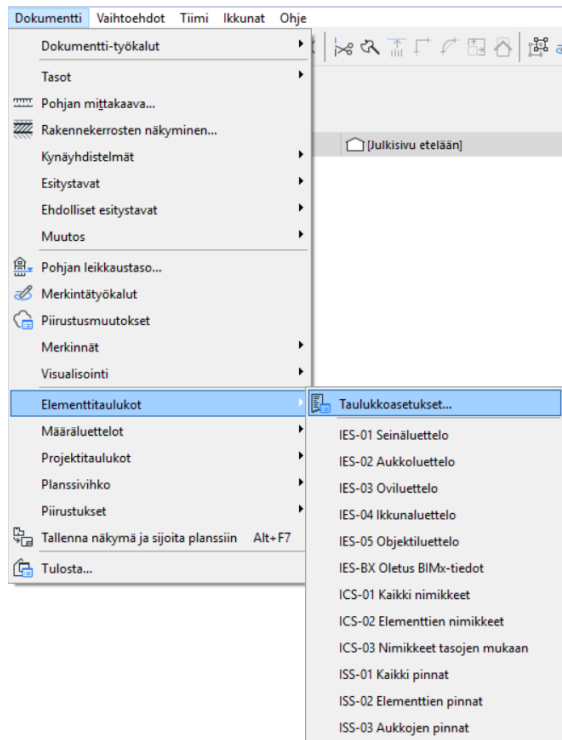 Dokumentti Vaihtoehdot Tiimi Ikkunat Ohje
Dokumentti-työkalut
Tasot
Pohjan mittakaava...
Rakennekerrosten näkyminen...
[Julkisivu etelään]
Kynäyhdistelmät
Esitystavat
Ehdolliset esitystavat
Muutos
Pohjan leikkaustaso...
Merkintätyökalut
Piirustusmuutokset
Merkinnät
Visualisointi
Elementtitaulukot
Määräluettelot
Projektitaulukot
Planssivihko
Piirustukset
Tallenna näkymä ja sijoita planssiin Alt+F7
Tulosta...
Taulukkoasetukset...
IES-01 Seinäluettelo
IES-02 Aukkoluettelo
IES-03 Oviluettelo
IES-04 Ikkunaluettelo
IES-05 Objektiluettelo
IES-BX Oletus BIMx-tiedot
ICS-01 Kaikki nimikkeet
ICS-02 Elementtien nimikkeet
ICS-03 Nimikkeet tasojen mukaan
ISS-01 Kaikki pinnat
ISS-02 Elementtien pinnat
ISS-03 Aukkojen pinnat